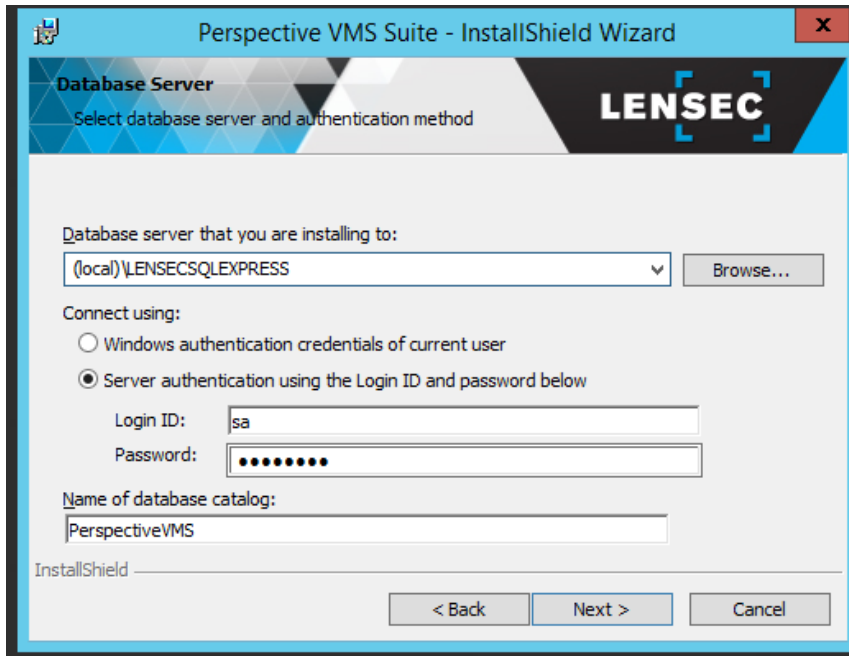 Perspective VMS Suite - InstallShield Wizard
x
Database Server
Select database server and authentication method
LENSEC
Database server that you are installing to:
(local)\LENSECSQLEXPRESS
Browse...
Connect using:
Windows authentication credentials of current user
Server authentication using the Login ID and password below
Login ID:
sa
Password:
●●●●●●●●
Name of database catalog:
PerspectiveVMS
InstallShield
< Back
Next >
Cancel